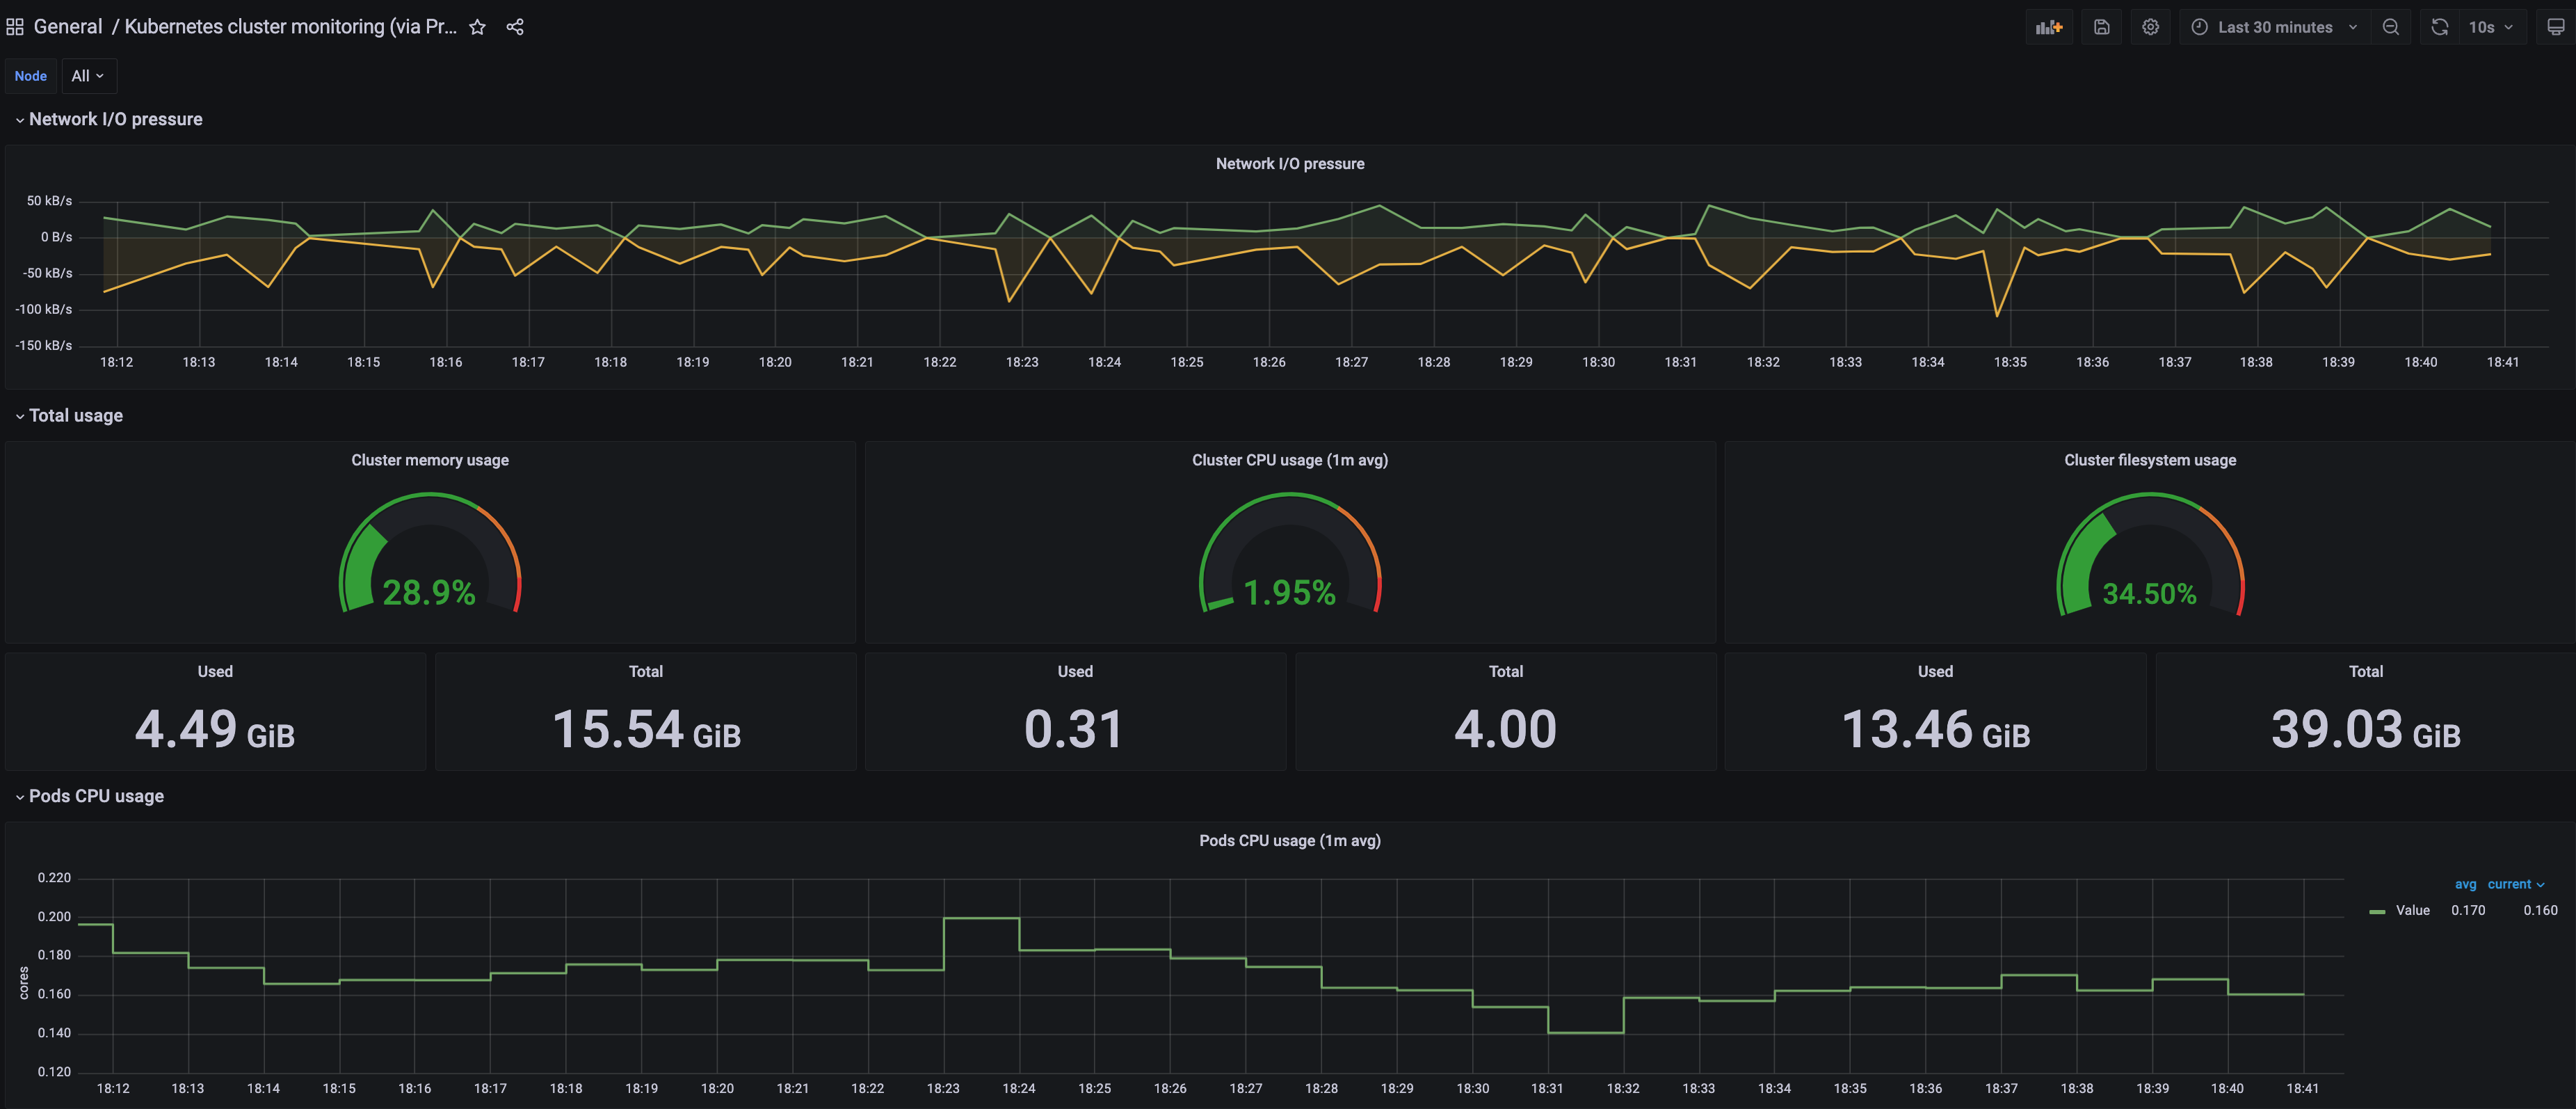 General / Kubernetes cluster monitoring (via Pr...
Last 30 minutes
10s
Node All
Network I/O pressure
Network I/O pressure
50 kB/s
0 B/s
-50 kB/s
-100 kB/s
-150 kB/s
18:12 18:13 18:14 18:15 18:16 18:17 18:18 18:19 18:20 18:21 18:22 18:23 18:24 18:25 18:26 18:27 18:28 18:29 18:30 18:31 18:32 18:33 18:34 18:35 18:36 18:37 18:38 18:39 18:40 18:41
Total usage
Cluster memory usage
28.9%
Cluster CPU usage (1m avg)
1.95%
Cluster filesystem usage
34.50%
Used
4.49 GiB
Total
15.54 GiB
Used
0.31
Total
4.00
Used
13.46 GiB
Total
39.03 GiB
Pods CPU usage
Pods CPU usage (1m avg)
cores
0.220
0.200
0.180
0.160
0.140
0.120
18:12 18:13 18:14 18:15 18:16 18:17 18:18 18:19 18:20 18:21 18:22 18:23 18:24 18:25 18:26 18:27 18:28 18:29 18:30 18:31 18:32 18:33 18:34 18:35 18:36 18:37 18:38 18:39 18:40 18:41
avg current
Value 0.170 0.160